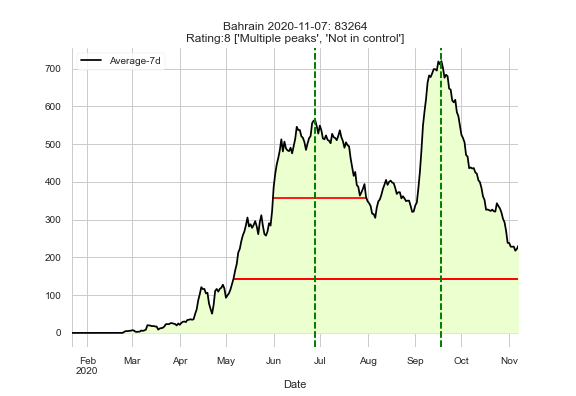 Bahrain 2020-11-07: 83264
Rating:8 ['Multiple peaks', 'Not in control']
Average-7d
700
600
500
400
300
200
100
0
Feb Mar Apr May Jun Jul Aug Sep Oct Nov
2020
Date